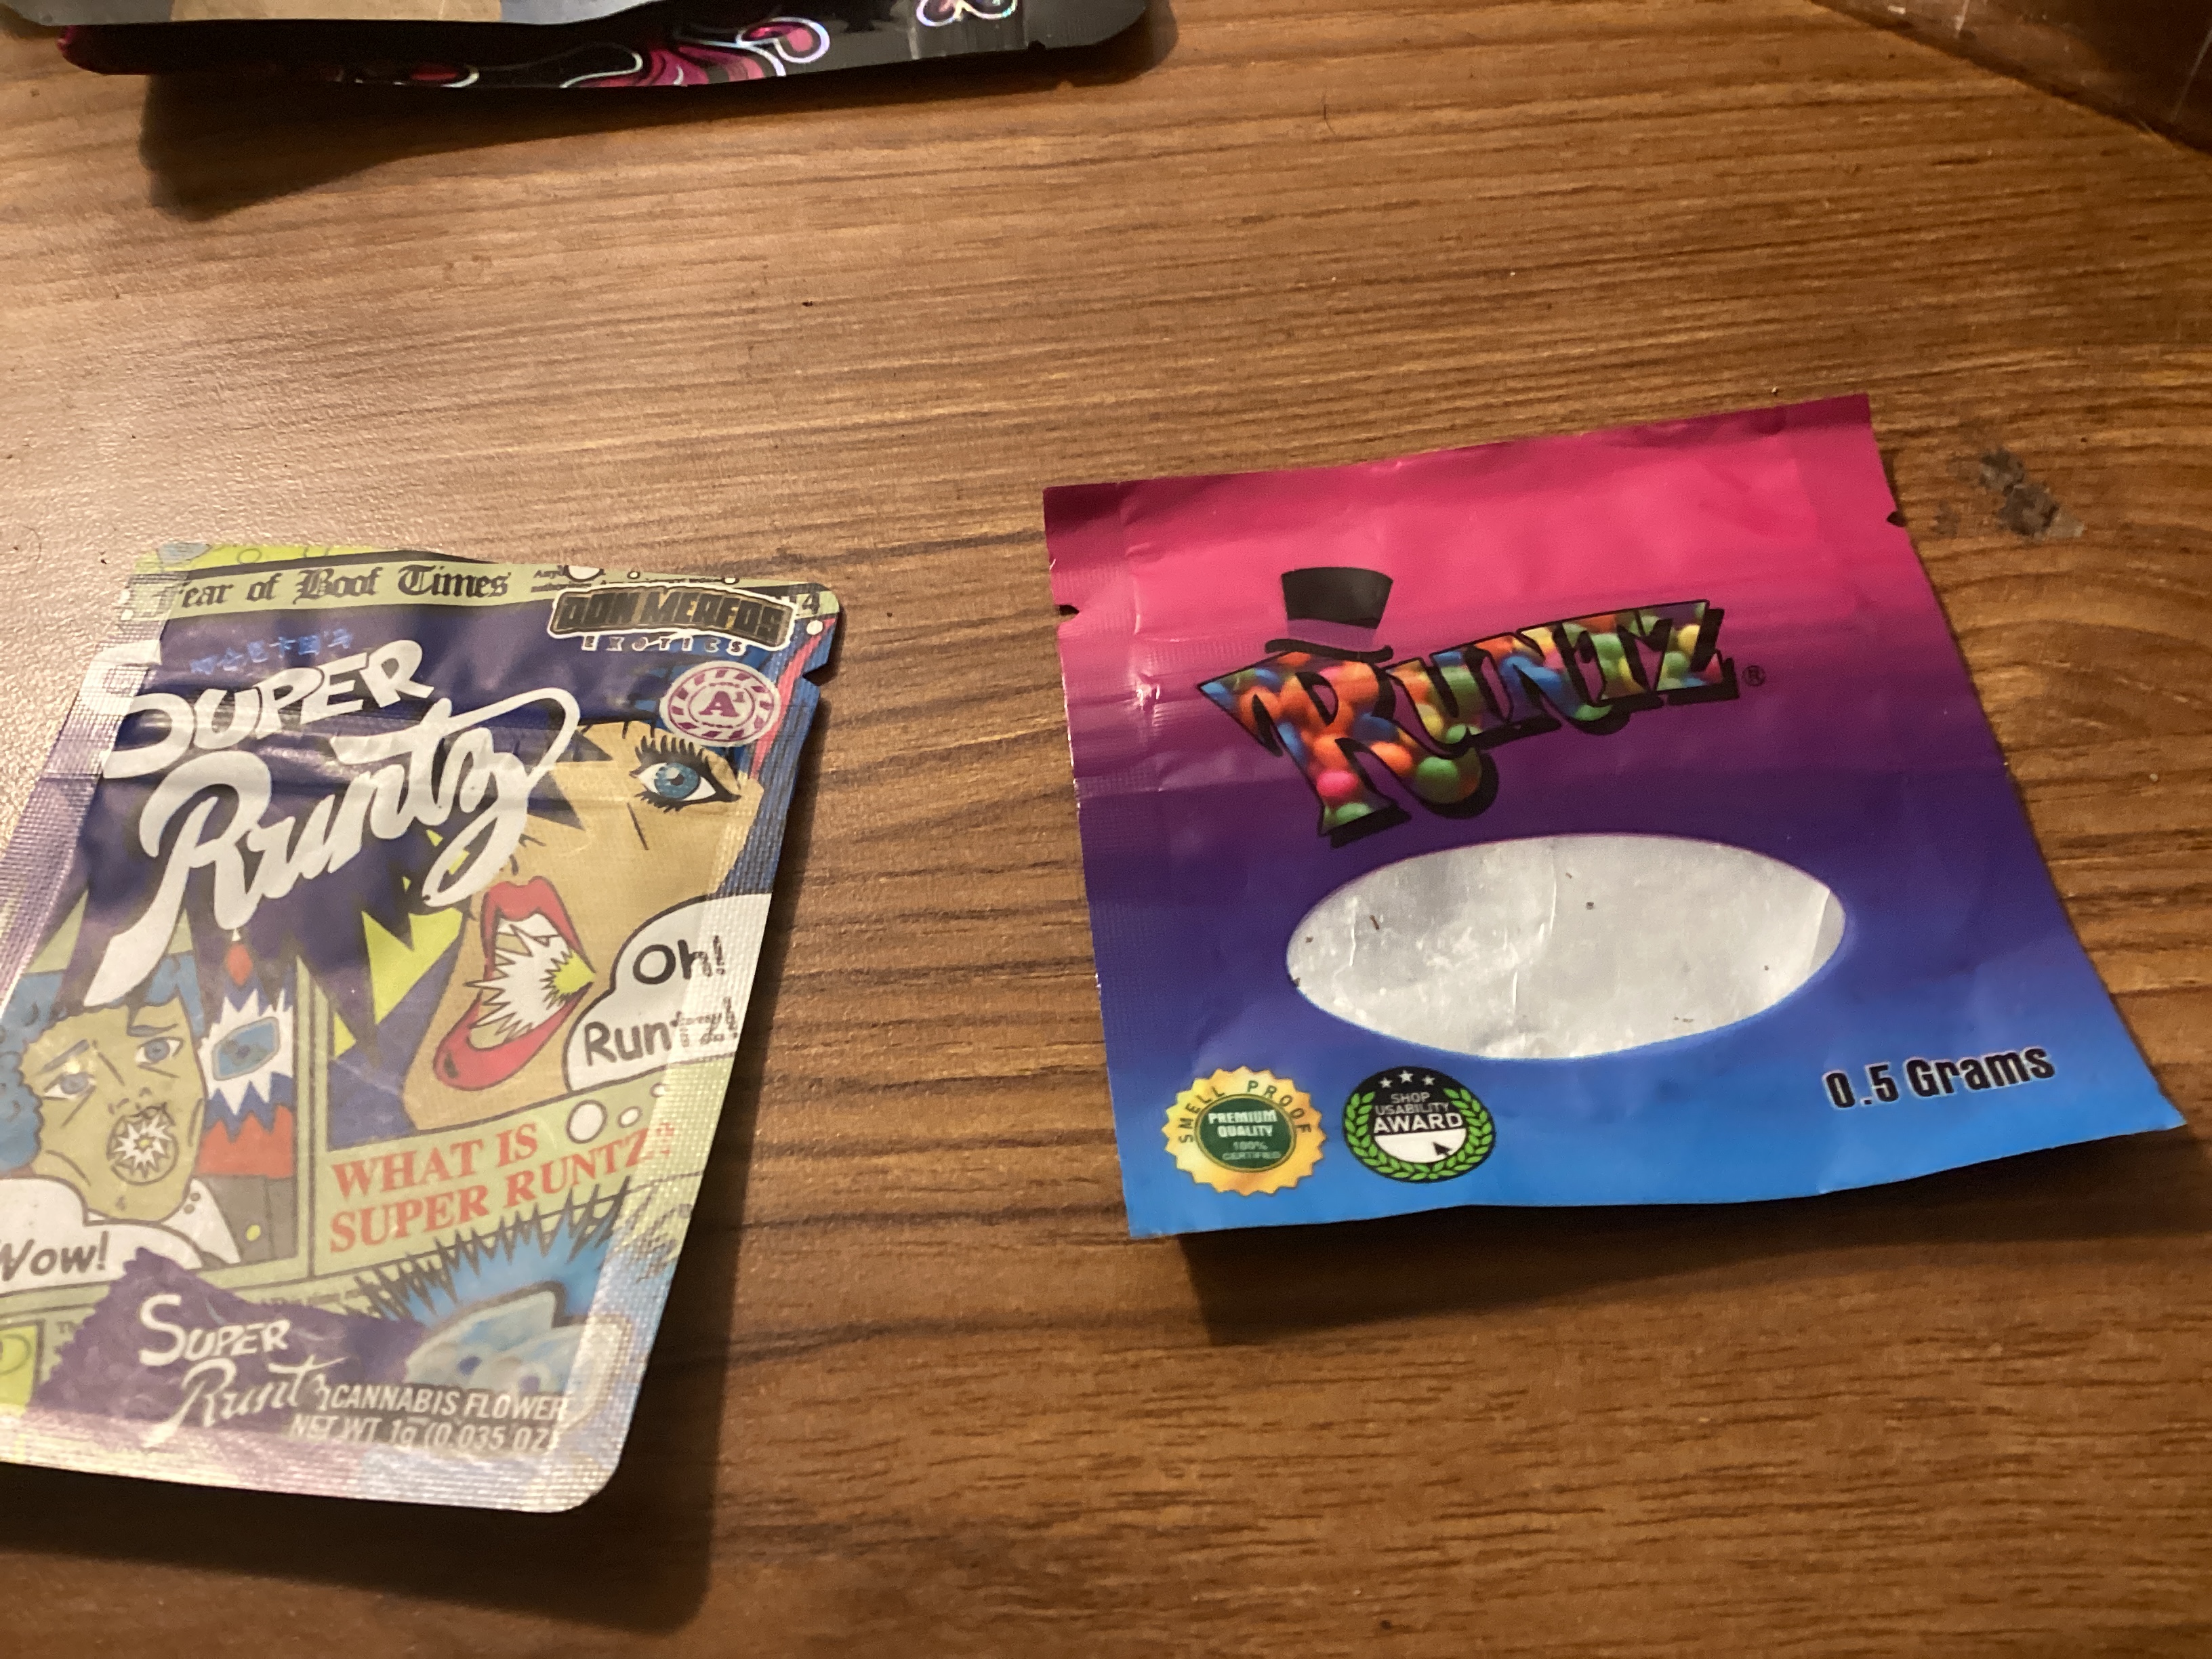 ear of Boof Times
DON MERFOS
EXOTICS
A
SUPER
Runtz
Oh!
Runtz!
WHAT IS
SUPER RUNTZ
Wow!
SUPER
Runtz
CANNABIS FLOWER
NET WT 1g (0.035 OZ)
RUNTZ®
SMELL PROOF
PREMIUM
QUALITY
100%
CERTIFIED
SHOP
USABILITY
AWARD
0.5 Grams